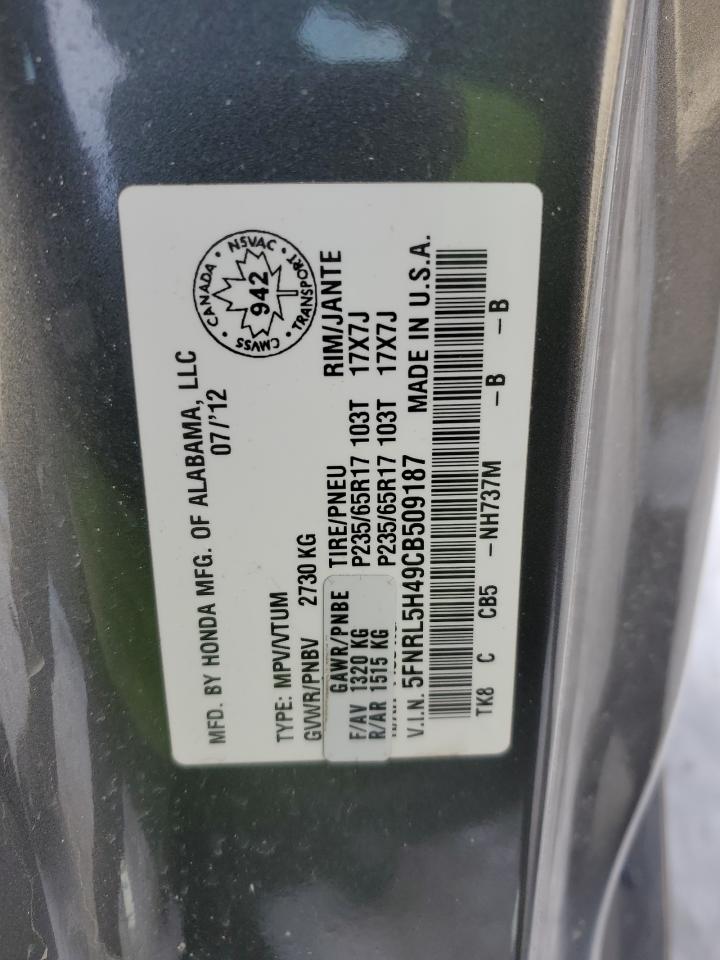 MFD. BY HONDA MFG. OF ALABAMA, LLC
07/'12
CANADA · NSVAC · TRANSPORT · CMVSS ·
942
TYPE: MPV/VTUM
GVWR/PNBV 2730 KG
GAWR/PNBE TIRE/PNEU RIM/JANTE
F/AV 1320 KG P235/65R17 103T 17X7J
R/AR 1515 KG P235/65R17 103T 17X7J
V.I.N. 5FNRL5H49CB509187 MADE IN U.S.A.
TK8 C CB5 -NH737M -B -B